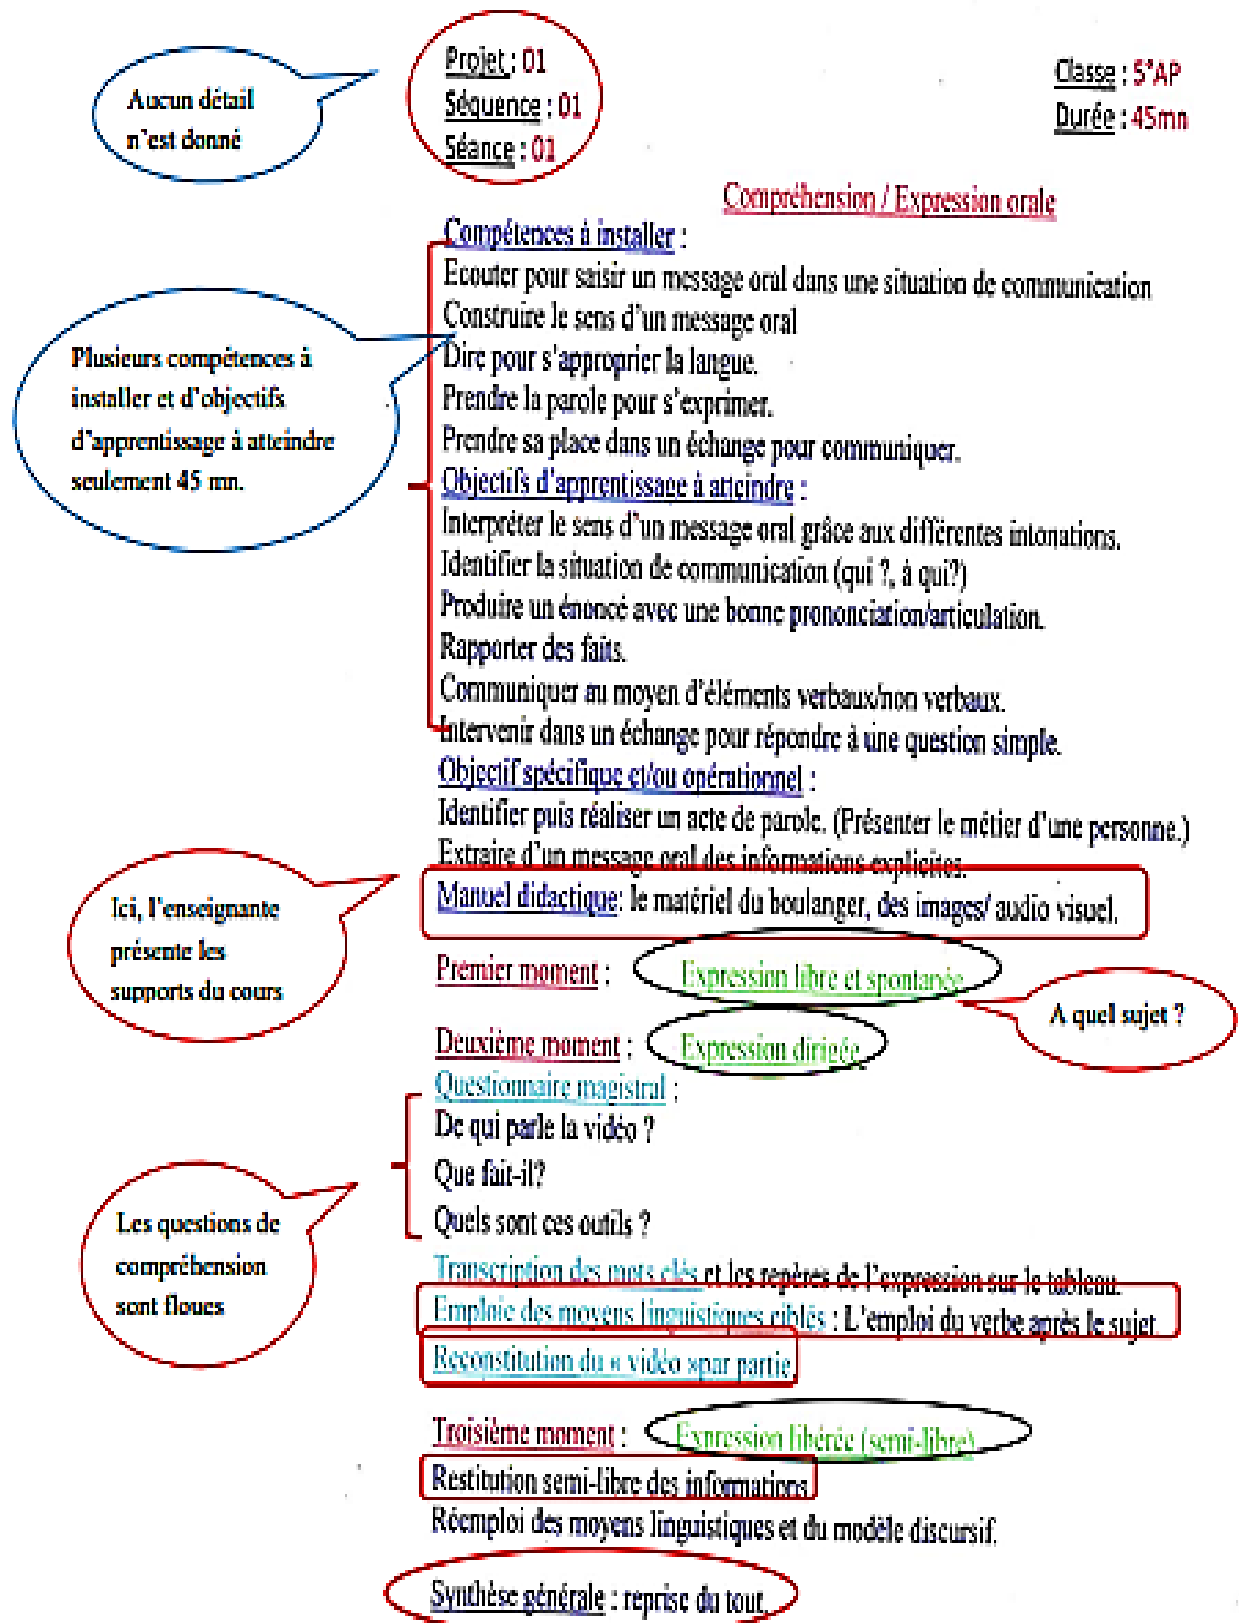 Projet : 01
Séquence : 01
Séance : 01
Classe : 5°AP
Durée : 45mn
Aucun détail
n'est donné
Compréhension / Expression orale
Compétences à installer :
Ecouter pour saisir un message oral dans une situation de communication
Construire le sens d'un message oral
Dire pour s'approprier la langue.
Prendre la parole pour s'exprimer.
Prendre sa place dans un échange pour communiquer.
Plusieurs compétences à
installer et d'objectifs
d'apprentissage à atteindre
seulement 45 mn.
Objectifs d'apprentissage à atteindre :
Interpréter le sens d'un message oral grâce aux différentes intonations.
Identifier la situation de communication (qui ?, à qui?)
Produire un énoncé avec une bonne prononciation/articulation.
Rapporter des faits.
Communiquer au moyen d'éléments verbaux/non verbaux.
Intervenir dans un échange pour répondre à une question simple.
Objectif spécifique et/ou opérationnel :
Identifier puis réaliser un acte de parole. (Présenter le métier d'une personne.)
Extraire d'un message oral des informations explicites.
Manuel didactique: le matériel du boulanger, des images/ audio visuel.
Ici, l'enseignante
présente les
supports du cours
Premier moment : Expression libre et spontanée
A quel sujet ?
Deuxième moment : Expression dirigée
Questionnaire magistral :
De qui parle la vidéo ?
Que fait-il?
Quels sont ces outils ?
Les questions de
compréhension
sont floues
Transcription des mots clés et les repères de l'expression sur le tableau.
Emploie des moyens linguistiques ciblés : L'emploi du verbe après le sujet
Reconstitution du « vidéo »par partie
Troisième moment : Expression libérée (semi-libre)
Restitution semi-libre des informations
Réemploi des moyens linguistiques et du modèle discursif.
Synthèse générale : reprise du tout.